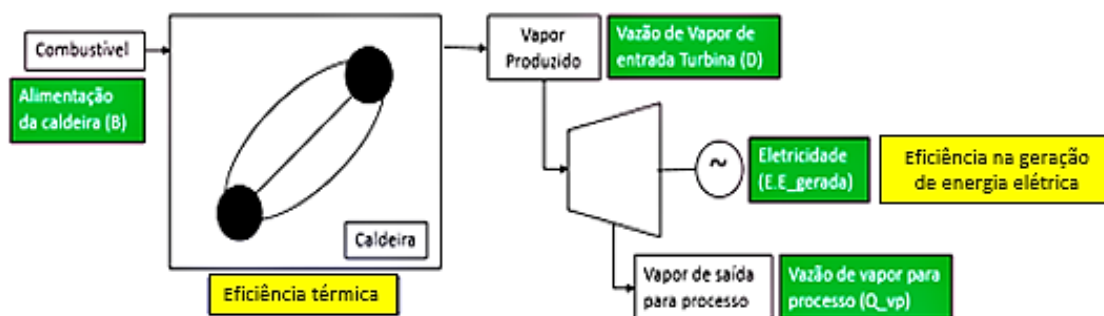 Combustível
Alimentação
da caldeira (B)
Caldeira
Eficiência térmica
Vapor
Produzido
Vazão de Vapor de
entrada Turbina (D)
~
Eletricidade
(E.E_gerada)
Eficiência na geração
de energia elétrica
Vapor de saída
para processo
Vazão de vapor para
processo (Q_vp)